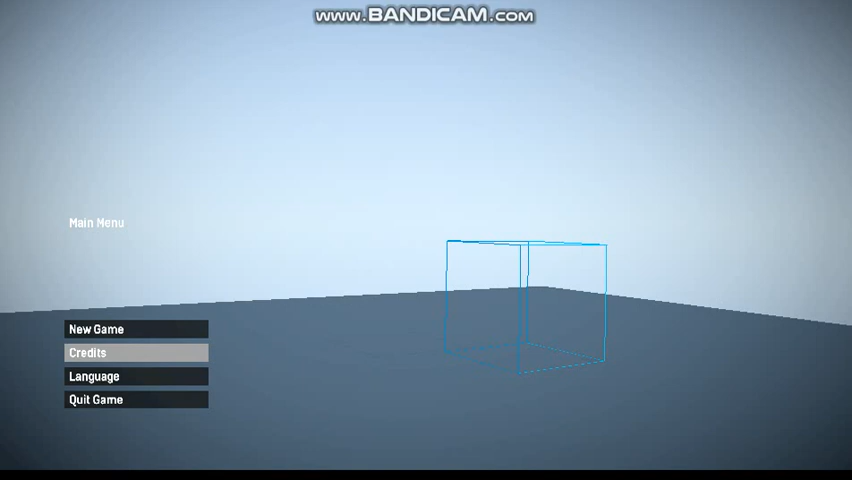 www.BANDICAM.com
Main Menu
New Game
Credits
Language
Quit Game